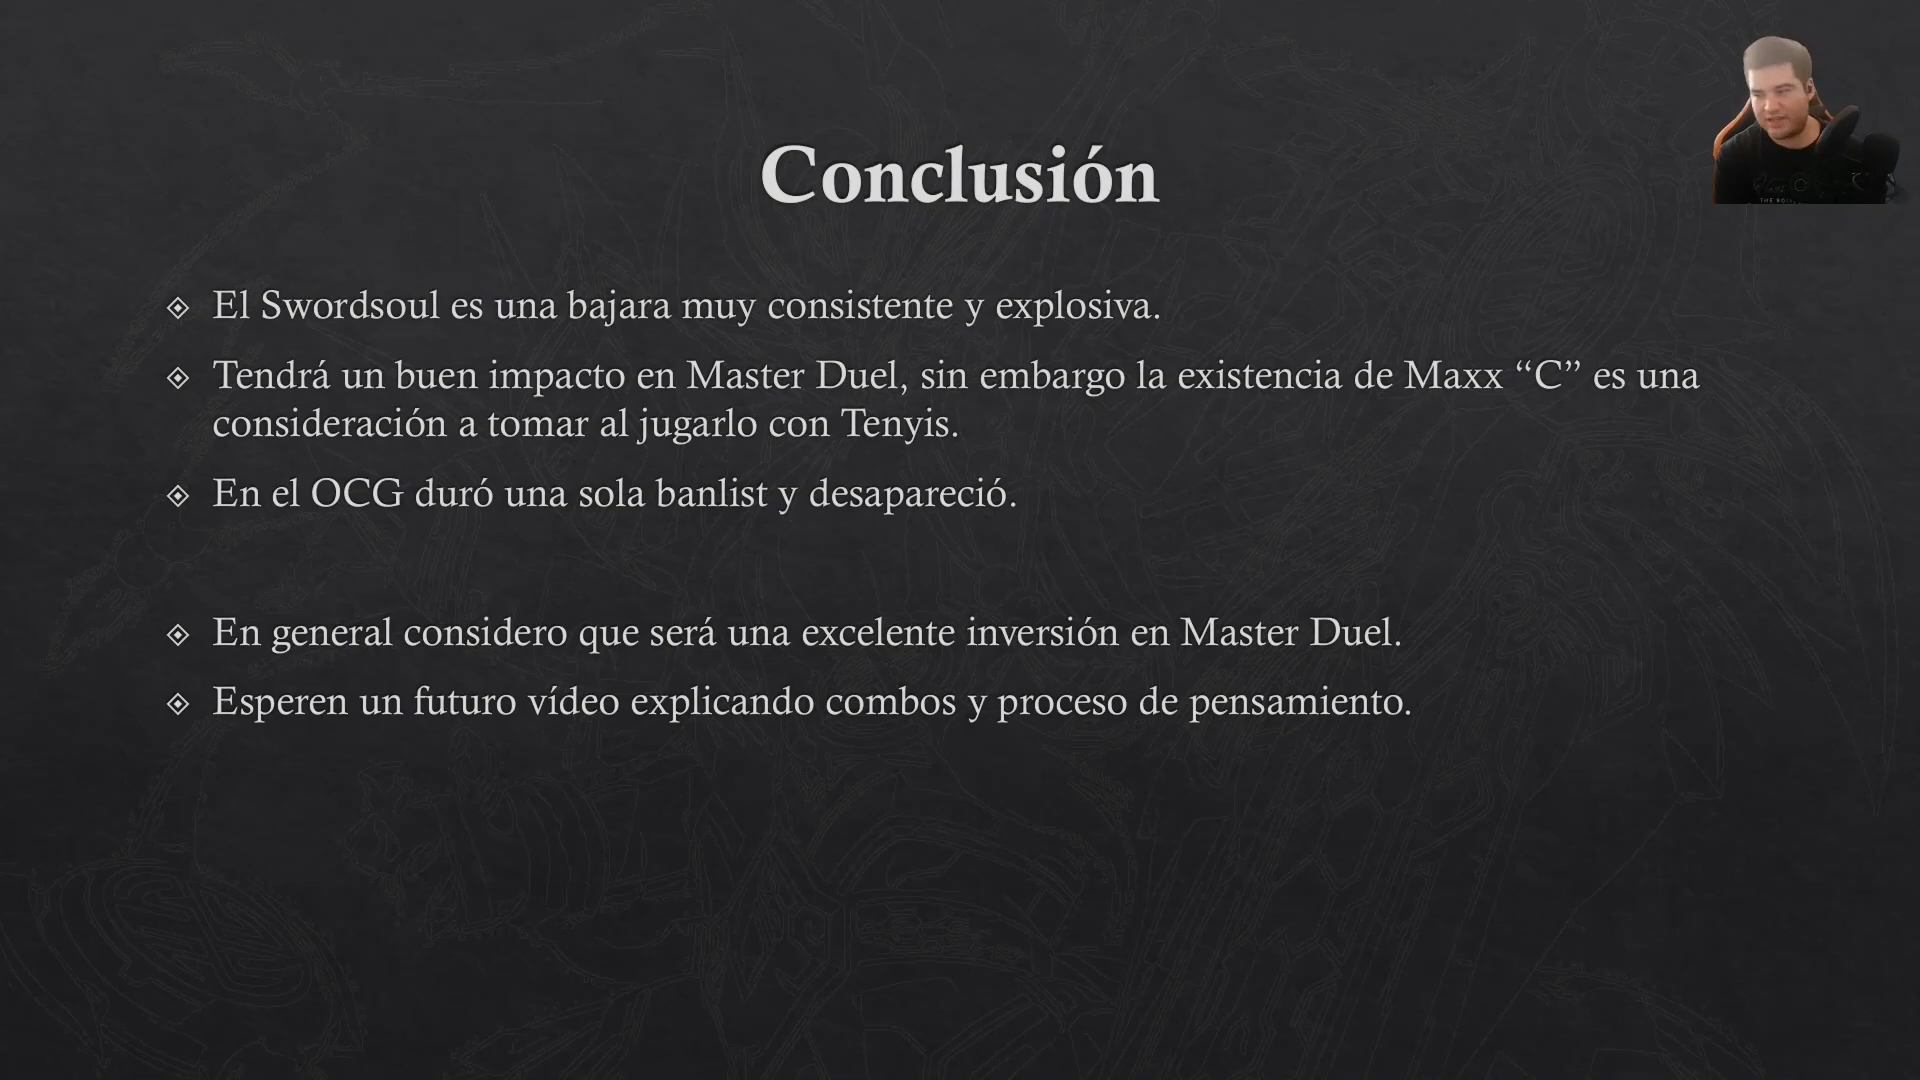 Conclusión
El Swordsoul es una bajara muy consistente y explosiva.
Tendrá un buen impacto en Master Duel, sin embargo la existencia de Maxx “C” es una
consideración a tomar al jugarlo con Tenyis.
En el OCG duró una sola banlist y desapareció.
En general considero que será una excelente inversión en Master Duel.
Esperen un futuro vídeo explicando combos y proceso de pensamiento.